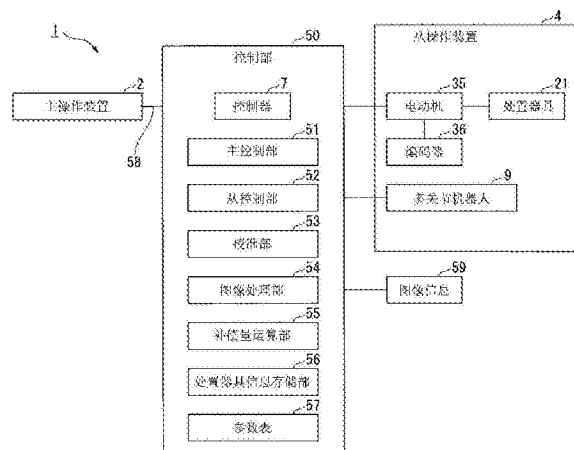 1
50
控制部
4
从操作装置
2
主操作装置
58
7
控制器
35
电动机
21
处置器具
51
主控制部
36
编码器
52
从控制部
9
多关节机器人
53
校准部
54
图像处理部
59
图像信息
55
补偿量运算部
56
处置器具信息存储部
57
参数表